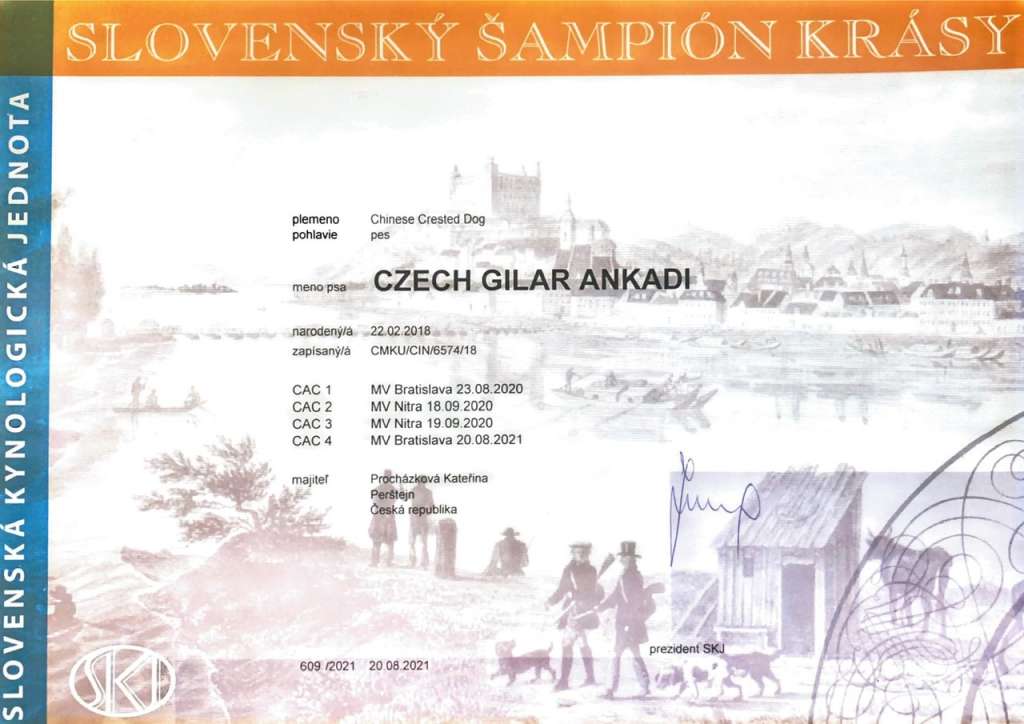 SLOVENSKÝ ŠAMPIÓN KRÁSY
SLOVENSKÁ KYNOLOGICKÁ JEDNOTA
plemeno Chinese Crested Dog
pohlavie pes
meno psa CZECH GILAR ANKADI
narodený/á 22.02.2018
zapísaný/á CMKU/CIN/6574/18
CAC 1 MV Bratislava 23.08.2020
CAC 2 MV Nitra 18.09.2020
CAC 3 MV Nitra 19.09.2020
CAC 4 MV Bratislava 20.08.2021
majiteľ Procházková Kateřina
Perštejn
Česká republika
prezident SKJ
609 /2021 20.08.2021
SKJ